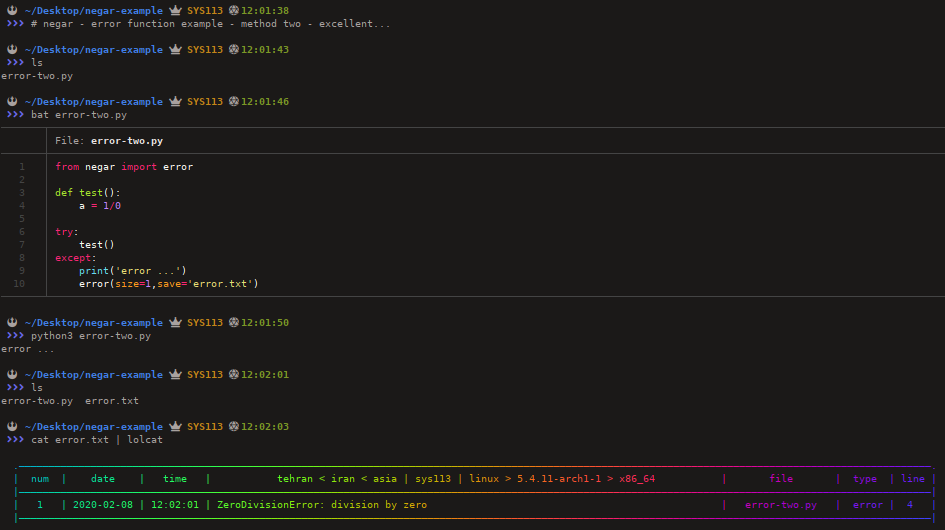 ~/Desktop/negar-example SYS113 12:01:38
>>> # negar - error function example - method two - excellent...
~/Desktop/negar-example SYS113 12:01:43
>>> ls
error-two.py
~/Desktop/negar-example SYS113 12:01:46
>>> bat error-two.py
File: error-two.py
1 from negar import error
2
3 def test():
4 a = 1/0
5
6 try:
7 test()
8 except:
9 print('error ...')
10 error(size=1,save='error.txt')
~/Desktop/negar-example SYS113 12:01:50
>>> python3 error-two.py
error ...
~/Desktop/negar-example SYS113 12:02:01
>>> ls
error-two.py error.txt
~/Desktop/negar-example SYS113 12:02:03
>>> cat error.txt | lolcat
| num | date | time | tehran < iran < asia | sys113 | linux > 5.4.11-arch1-1 > x86_64 | file | type | line |
| 1 | 2020-02-08 | 12:02:01 | ZeroDivisionError: division by zero | error-two.py | error | 4 |